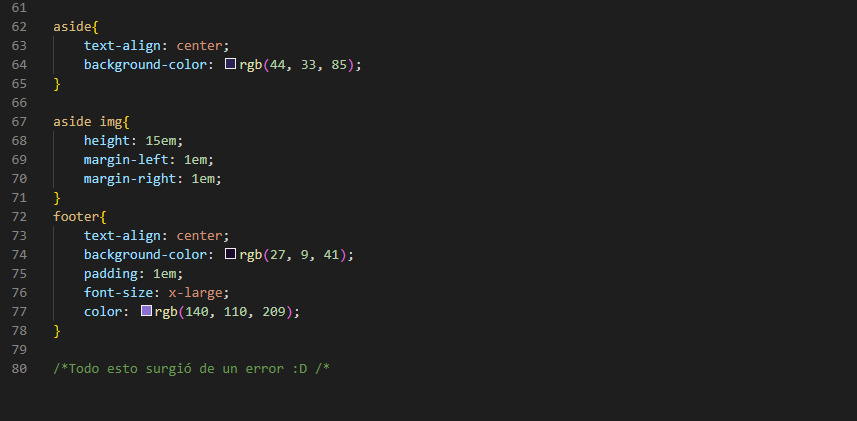 61
62 aside{
63 text-align: center;
64 background-color: rgb(44, 33, 85);
65 }
66
67 aside img{
68 height: 15em;
69 margin-left: 1em;
70 margin-right: 1em;
71 }
72 footer{
73 text-align: center;
74 background-color: rgb(27, 9, 41);
75 padding: 1em;
76 font-size: x-large;
77 color: rgb(140, 110, 209);
78 }
79
80 /*Todo esto surgió de un error :D /*